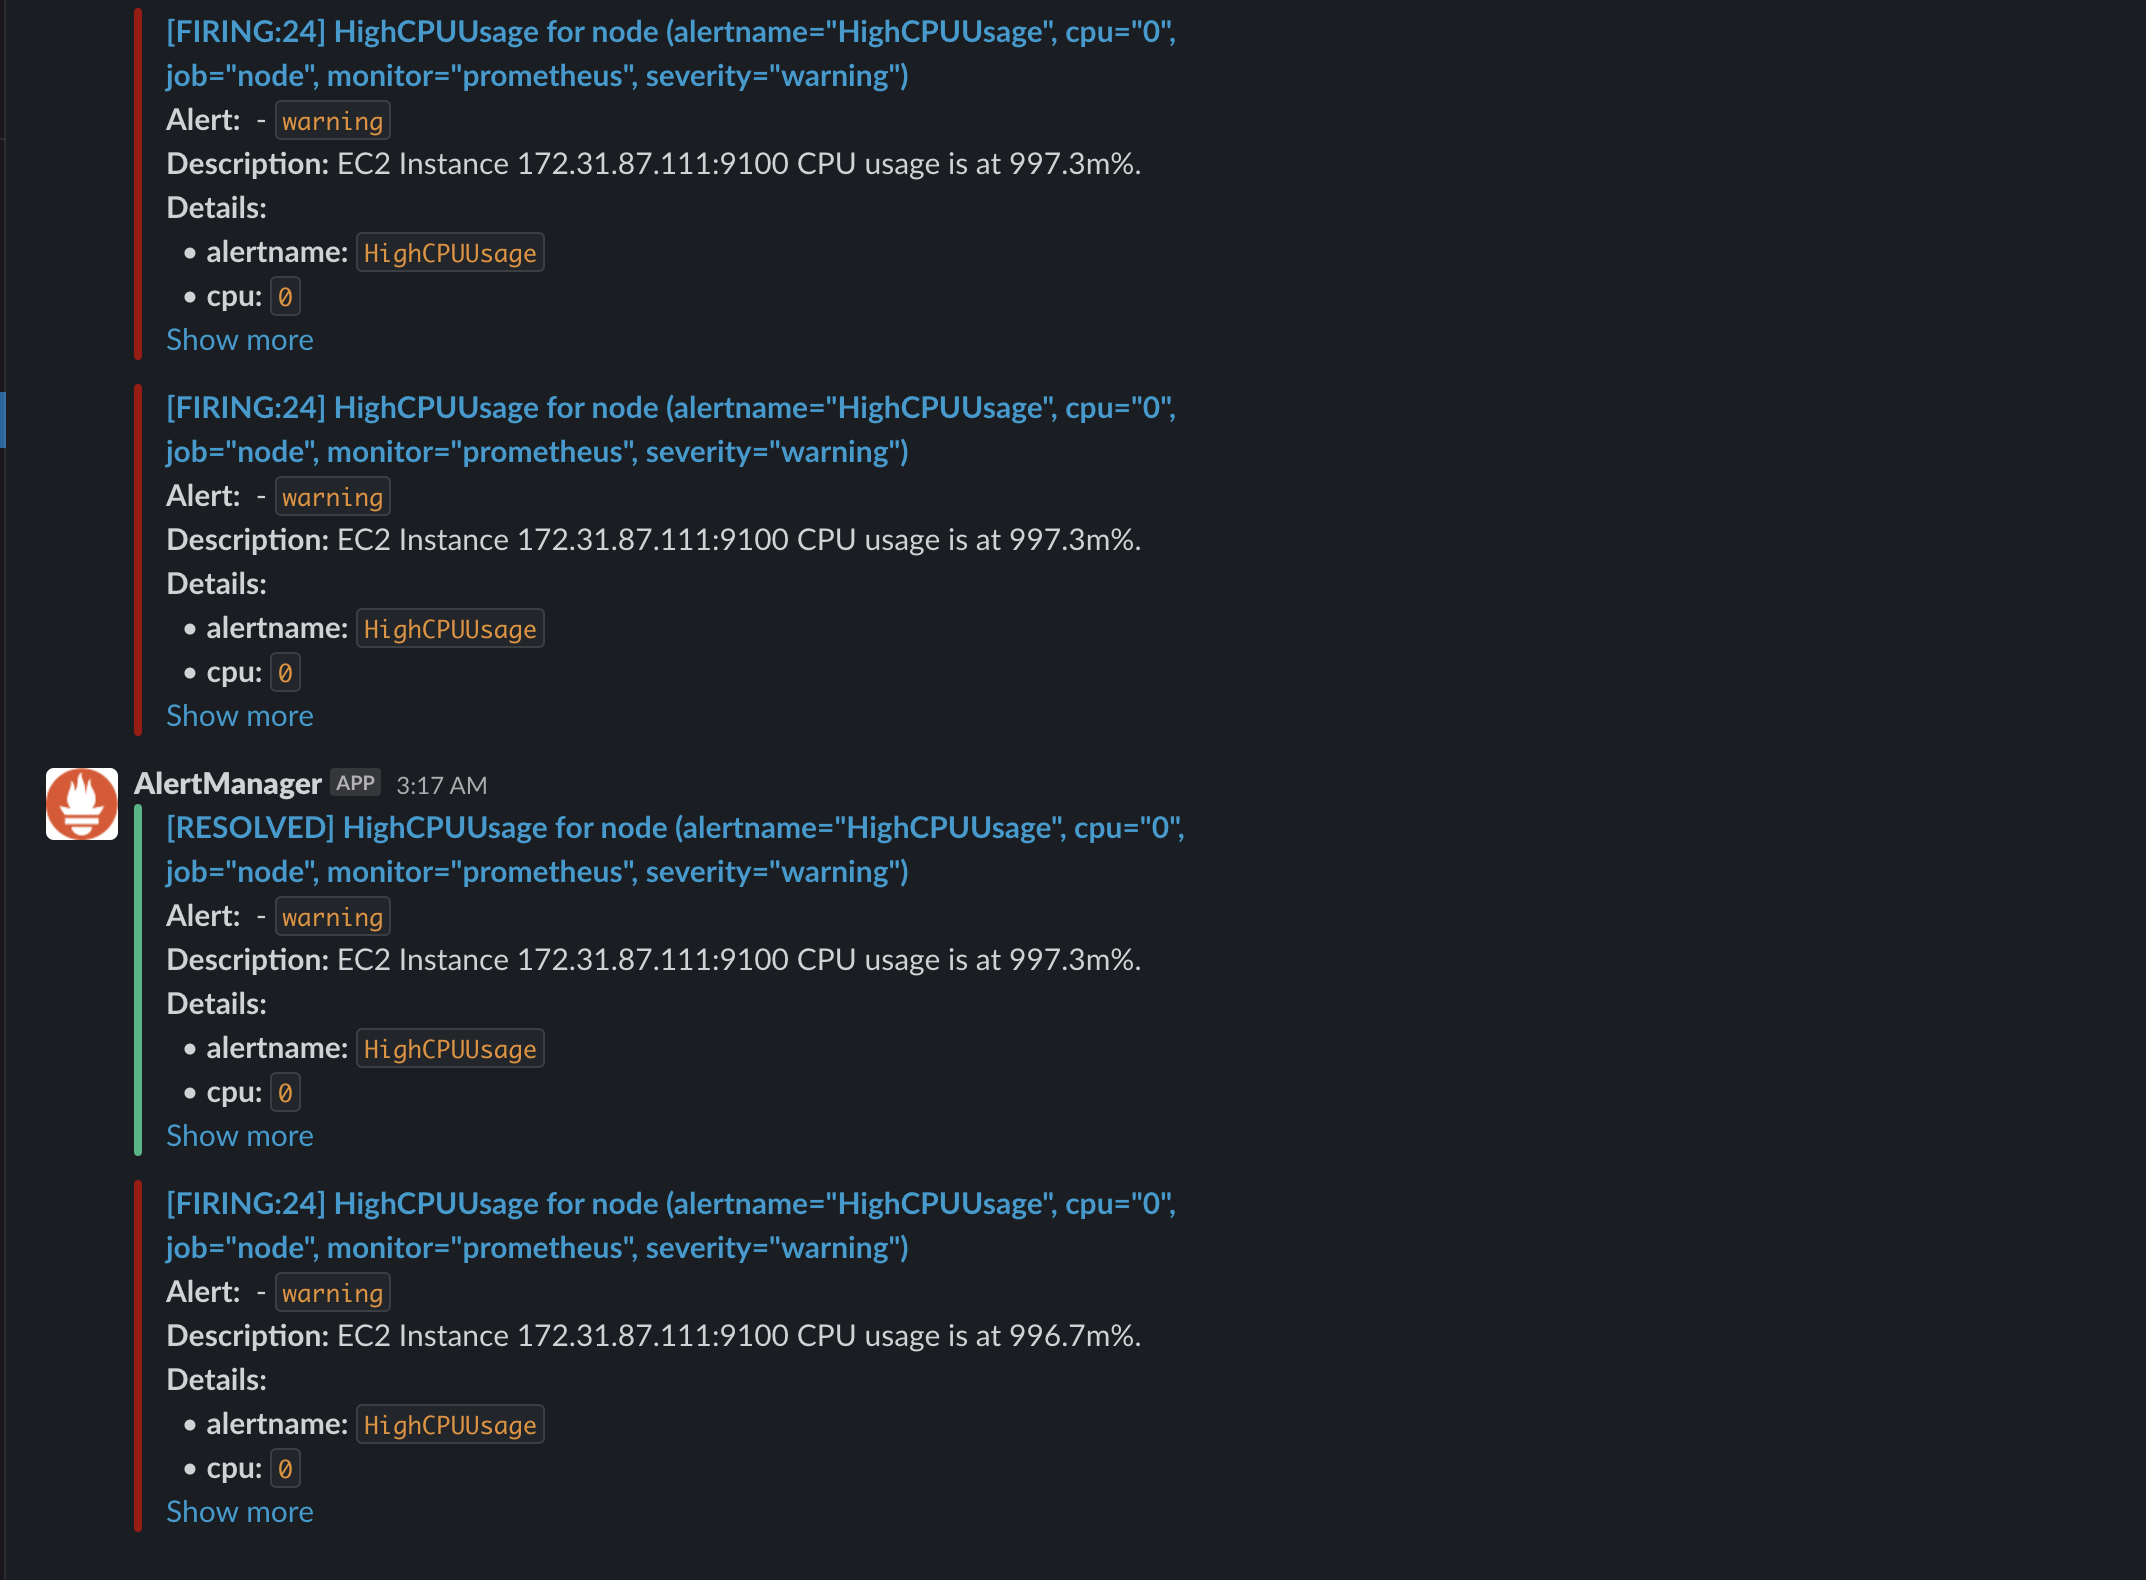 [FIRING:24] HighCPUUsage for node (alertname="HighCPUUsage", cpu="0",
job="node", monitor="prometheus", severity="warning")
Alert:  - warning
Description: EC2 Instance 172.31.87.111:9100 CPU usage is at 997.3m%.
Details:
• alertname: HighCPUUsage
• cpu: 0
Show more
[FIRING:24] HighCPUUsage for node (alertname="HighCPUUsage", cpu="0",
job="node", monitor="prometheus", severity="warning")
Alert:  - warning
Description: EC2 Instance 172.31.87.111:9100 CPU usage is at 997.3m%.
Details:
• alertname: HighCPUUsage
• cpu: 0
Show more
AlertManager APP 3:17 AM
[RESOLVED] HighCPUUsage for node (alertname="HighCPUUsage", cpu="0",
job="node", monitor="prometheus", severity="warning")
Alert:  - warning
Description: EC2 Instance 172.31.87.111:9100 CPU usage is at 997.3m%.
Details:
• alertname: HighCPUUsage
• cpu: 0
Show more
[FIRING:24] HighCPUUsage for node (alertname="HighCPUUsage", cpu="0",
job="node", monitor="prometheus", severity="warning")
Alert:  - warning
Description: EC2 Instance 172.31.87.111:9100 CPU usage is at 996.7m%.
Details:
• alertname: HighCPUUsage
• cpu: 0
Show more